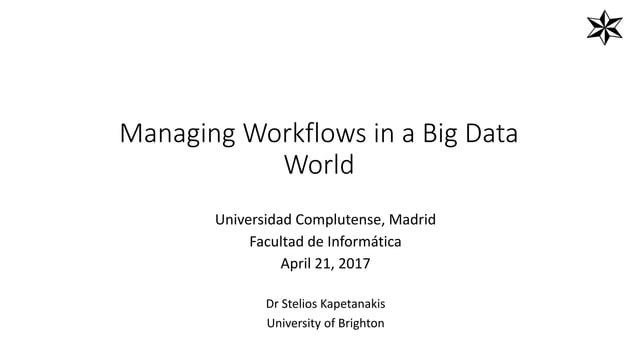 Managing Workflows in a Big Data
World
Universidad Complutense, Madrid
Facultad de Informática
April 21, 2017
Dr Stelios Kapetanakis
University of Brighton